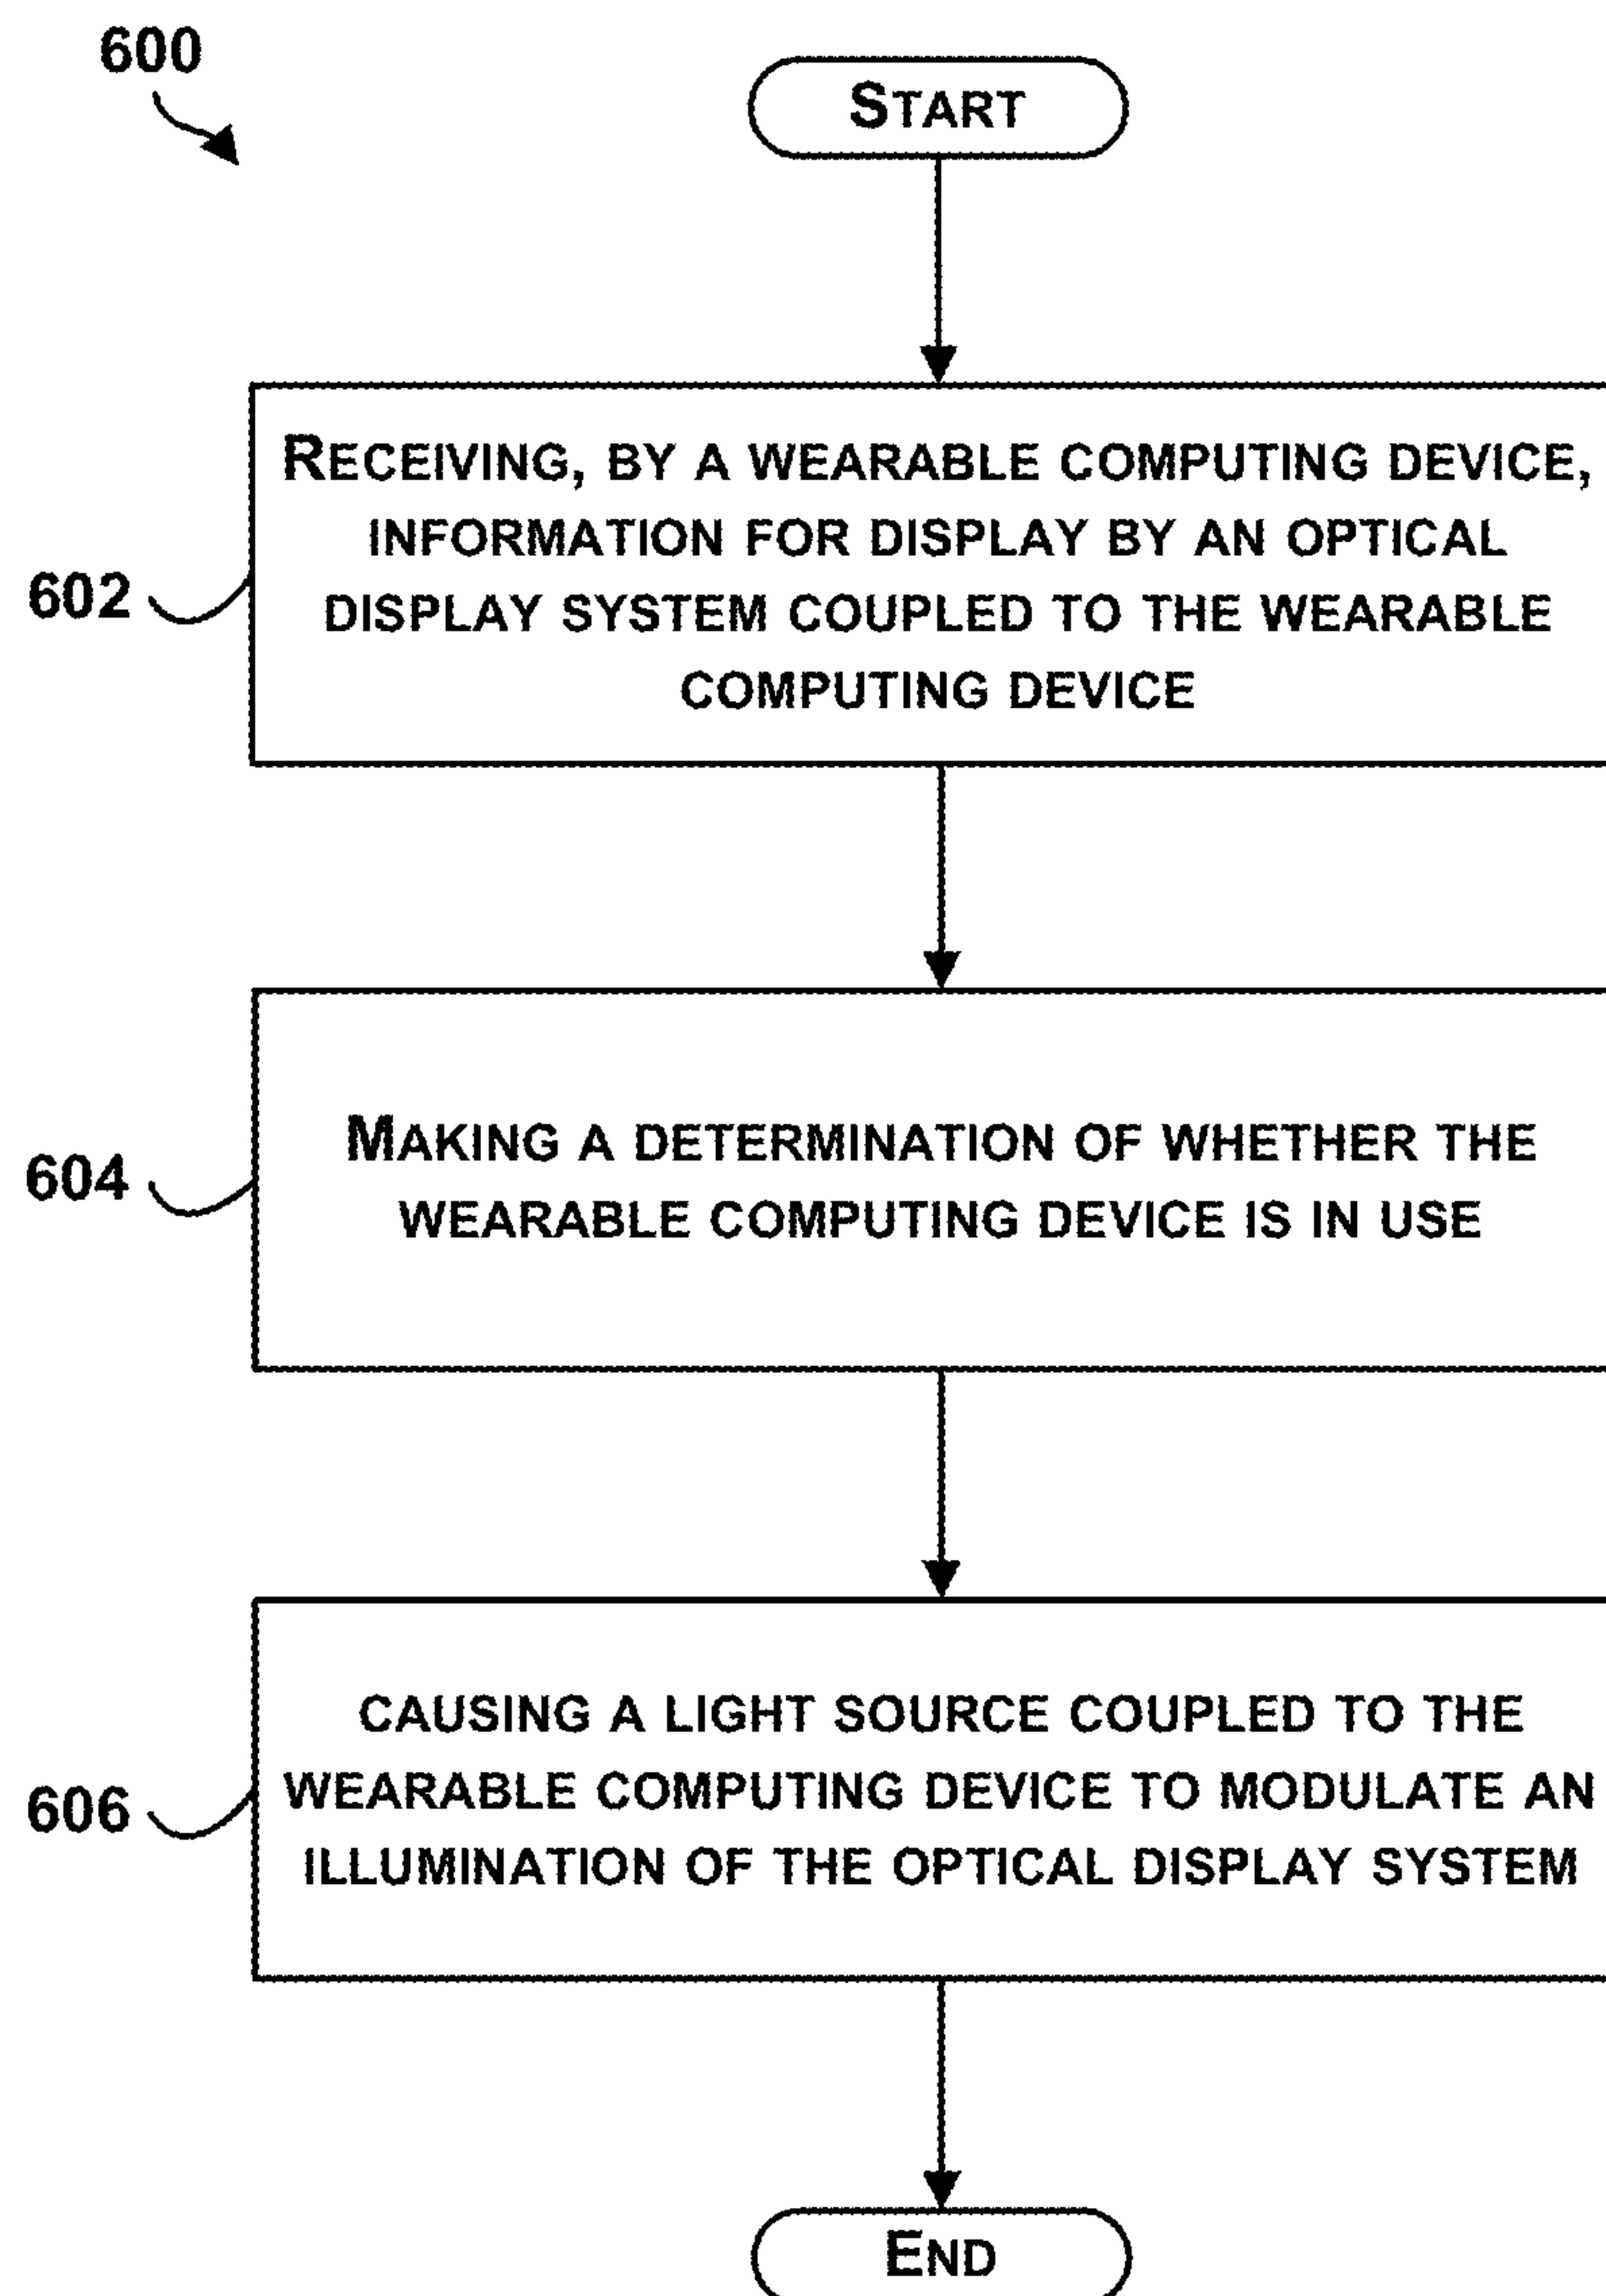 600
START
RECEIVING, BY A WEARABLE COMPUTING DEVICE,
INFORMATION FOR DISPLAY BY AN OPTICAL
DISPLAY SYSTEM COUPLED TO THE WEARABLE
COMPUTING DEVICE
602
MAKING A DETERMINATION OF WHETHER THE
WEARABLE COMPUTING DEVICE IS IN USE
604
CAUSING A LIGHT SOURCE COUPLED TO THE
WEARABLE COMPUTING DEVICE TO MODULATE AN
ILLUMINATION OF THE OPTICAL DISPLAY SYSTEM
606
END